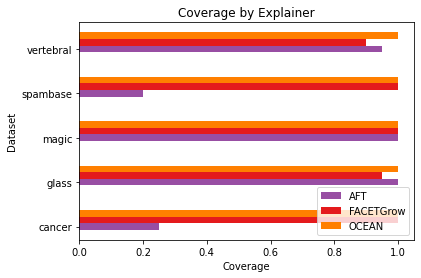 Coverage by Explainer
Dataset
vertebral
spambase
magic
glass
cancer
AFT
FACETGrow
OCEAN
0.0 0.2 0.4 0.6 0.8 1.0
Coverage